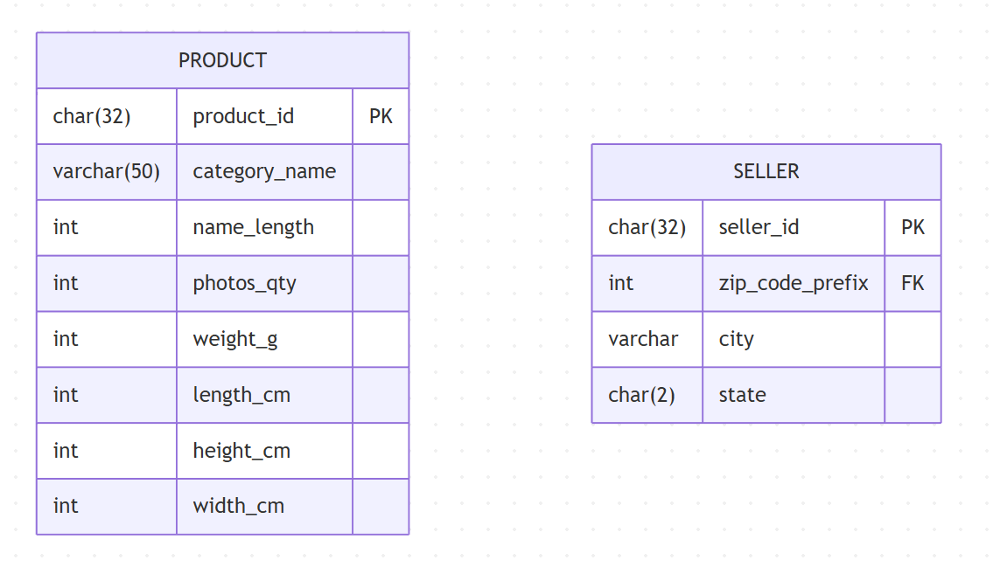 PRODUCT
char(32) product_id PK
varchar(50) category_name
int name_length
int photos_qty
int weight_g
int length_cm
int height_cm
int width_cm
SELLER
char(32) seller_id PK
int zip_code_prefix FK
varchar city
char(2) state